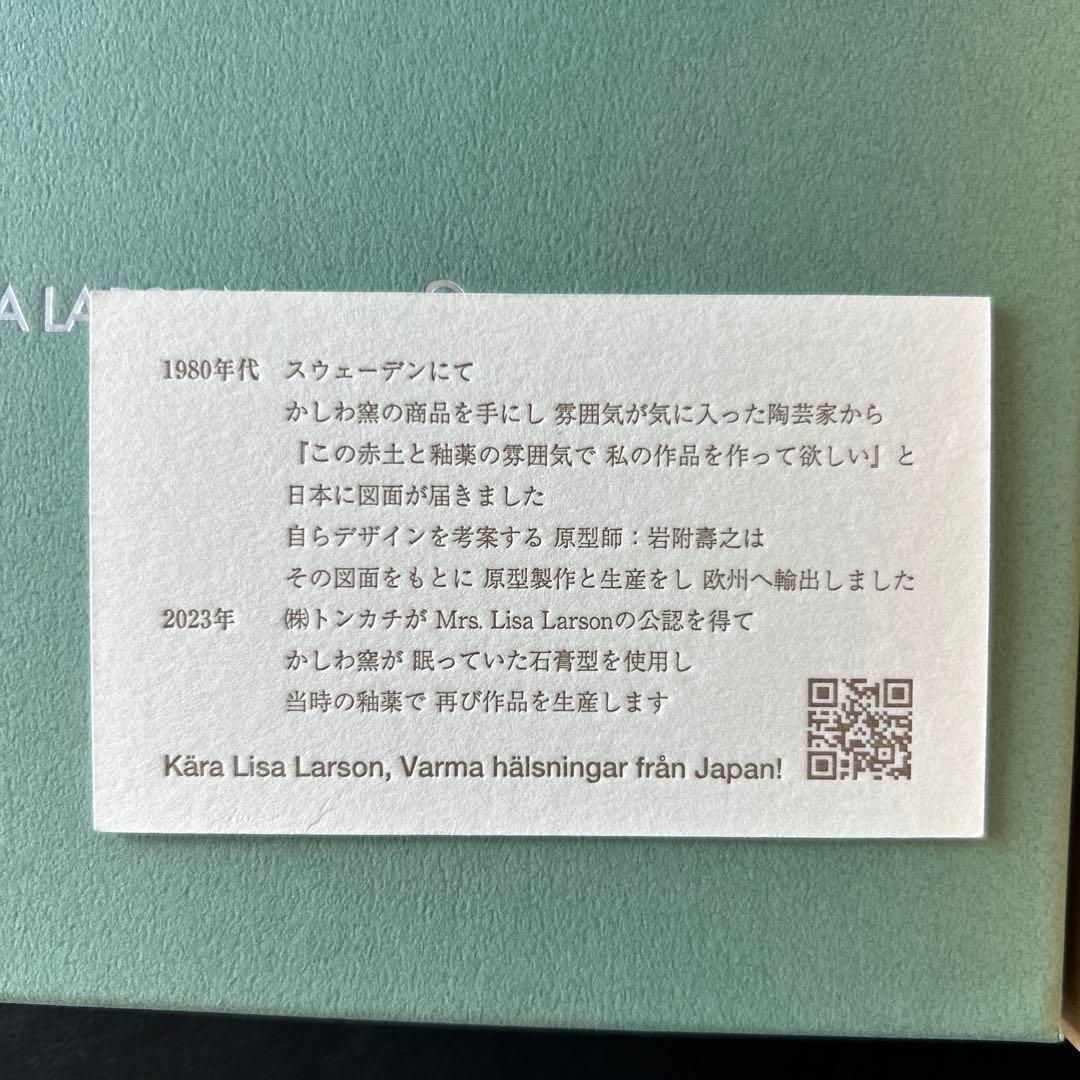 A LA
1980年代 スウェーデンにて
かしわ窯の商品を手にし 雰囲気が気に入った陶芸家から
『この赤土と釉薬の雰囲気で 私の作品を作って欲しい』と
日本に図面が届きました
自らデザインを考案する 原型師：岩附壽之は
その図面をもとに 原型製作と生産をし 欧州へ輸出しました
2023年 ㈱トンカチが Mrs. Lisa Larsonの公認を得て
かしわ窯が 眠っていた石膏型を使用し
当時の釉薬で 再び作品を生産します
Kära Lisa Larson, Varma hälsningar från Japan!